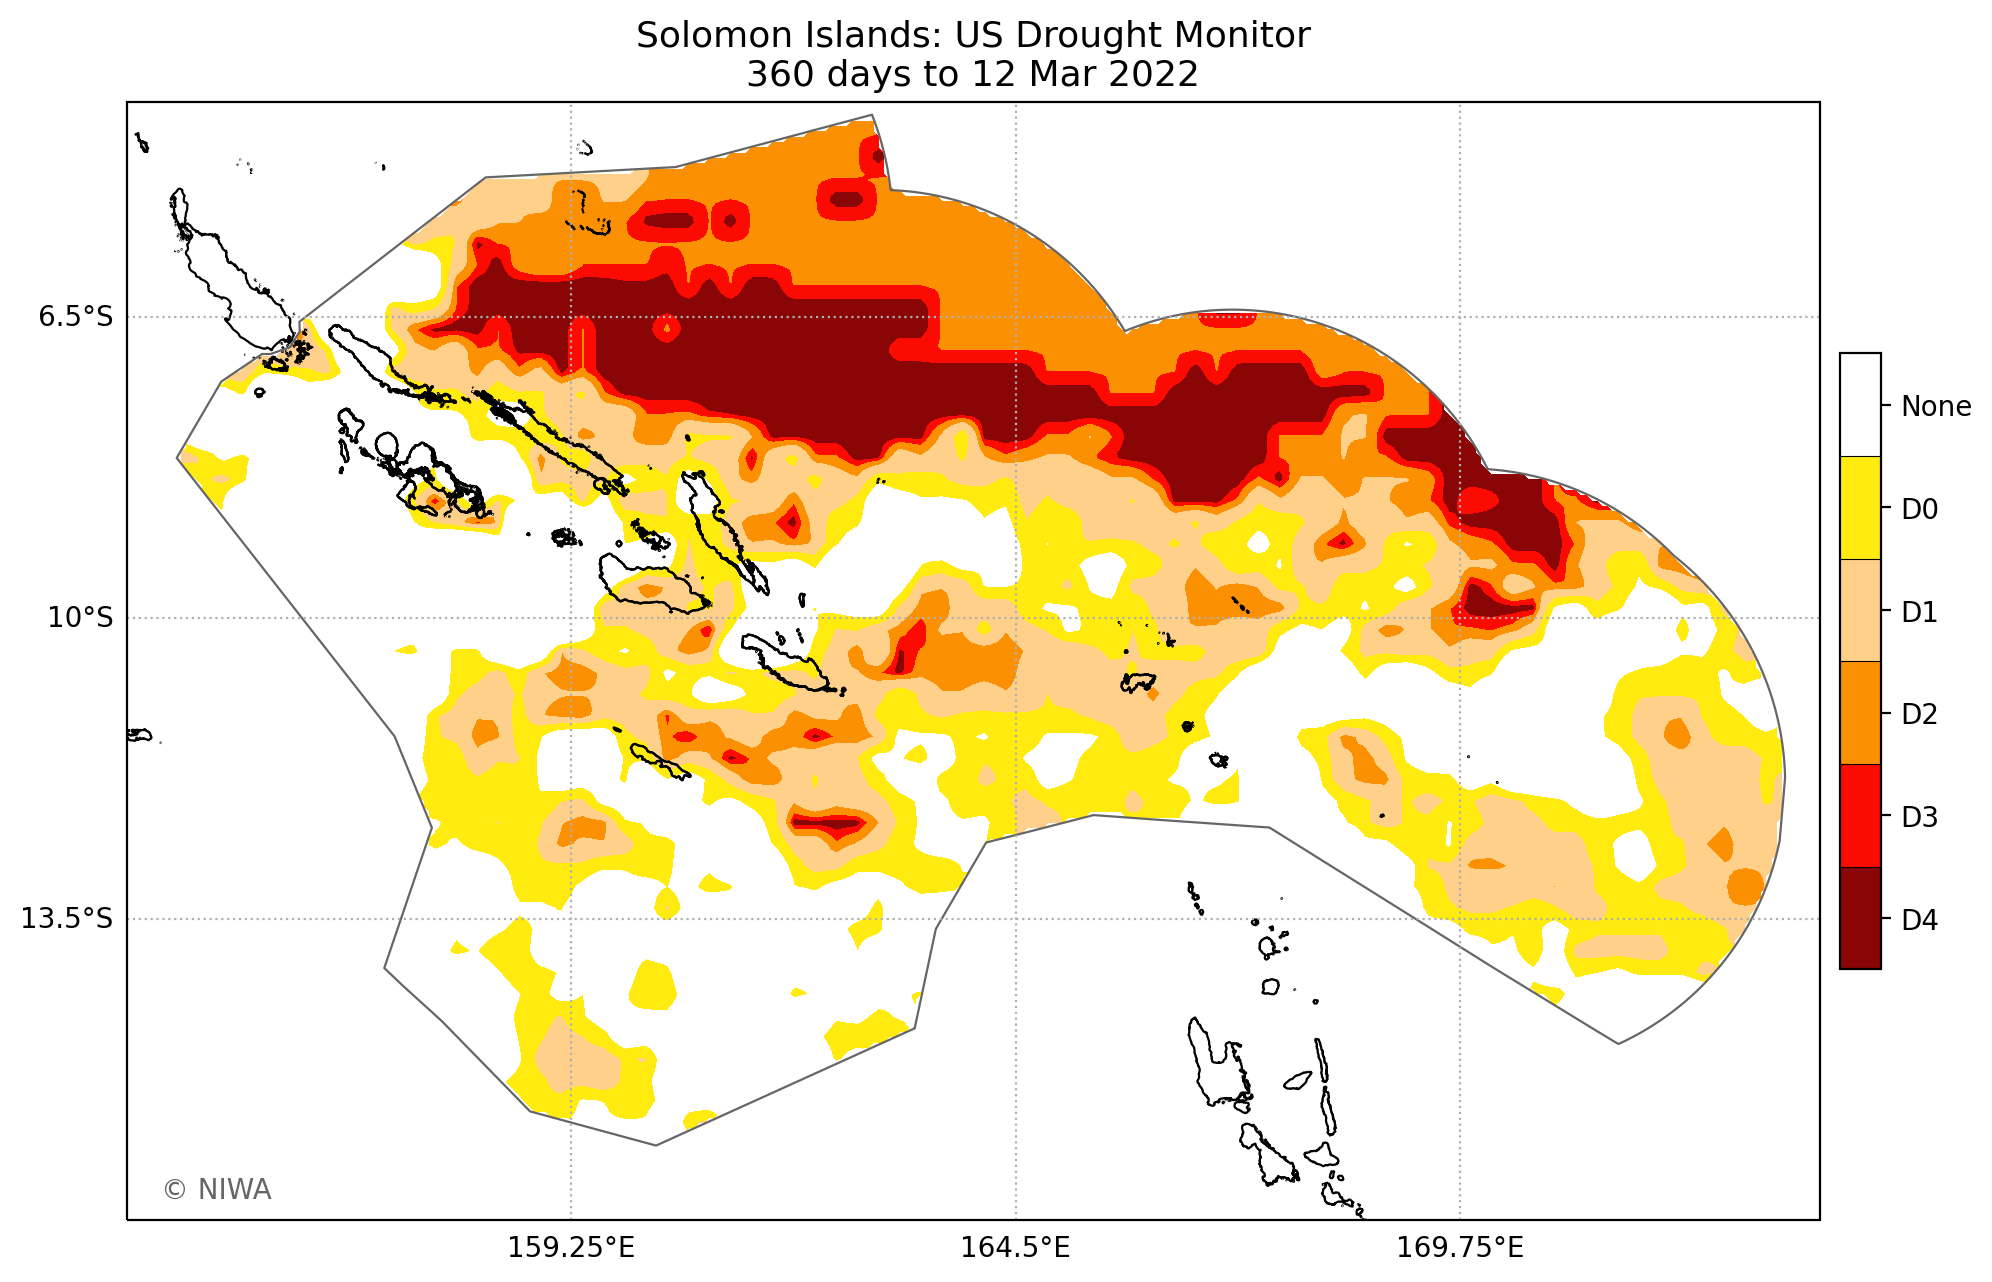 Solomon Islands: US Drought Monitor
360 days to 12 Mar 2022
6.5°S
10°S
13.5°S
159.25°E
164.5°E
169.75°E
None
D0
D1
D2
D3
D4
© NIWA